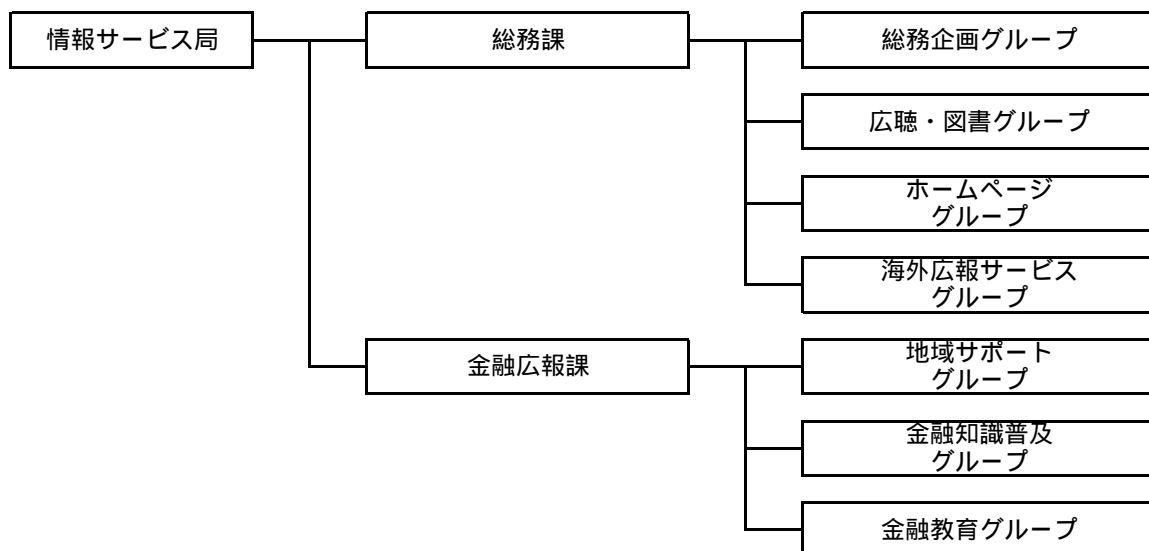 情報サービス局
総務課
総務企画グループ
広聴・図書グループ
ホームページ
グループ
海外広報サービス
グループ
金融広報課
地域サポート
グループ
金融知識普及
グループ
金融教育グループ